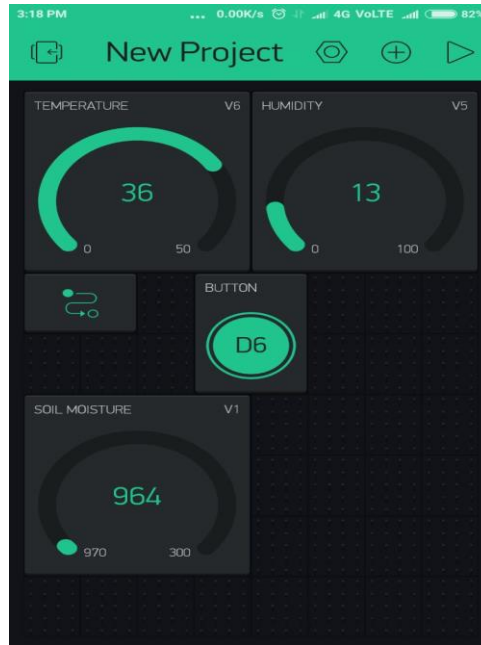 3:18 PM ... 0.00K/s 4G VoLTE 82%
New Project
TEMPERATURE V6 HUMIDITY V5
36 13
0 50 0 100
BUTTON
D6
SOIL MOISTURE V1
964
970 300